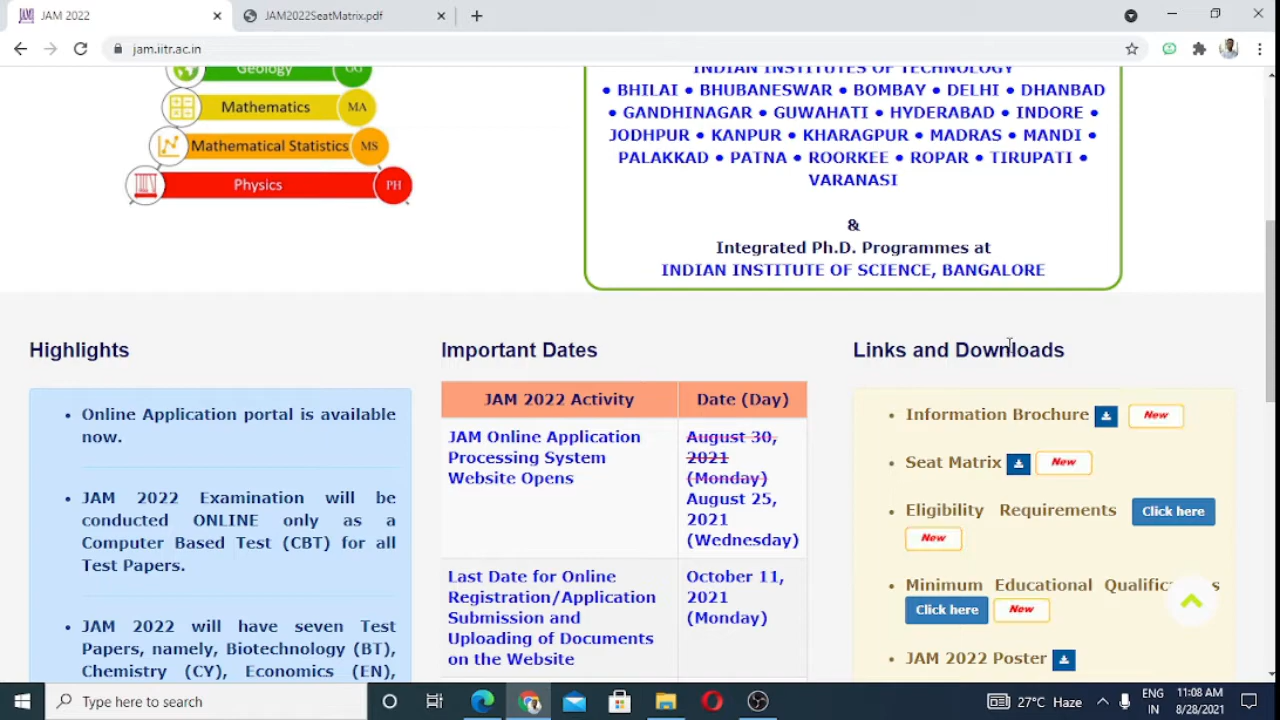 JAM 2022
JAM2022SeatMatrix.pdf
jam.iitr.ac.in
Geology GG
Mathematics MA
Mathematical Statistics MS
Physics PH
INDIAN INSTITUTES OF TECHNOLOGY
• BHILAI • BHUBANESWAR • BOMBAY • DELHI • DHANBAD
• GANDHINAGAR • GUWAHATI • HYDERABAD • INDORE •
JODHPUR • KANPUR • KHARAGPUR • MADRAS • MANDI •
PALAKKAD • PATNA • ROORKEE • ROPAR • TIRUPATI •
VARANASI
&
Integrated Ph.D. Programmes at
INDIAN INSTITUTE OF SCIENCE, BANGALORE
Highlights
• Online Application portal is available
now.
• JAM 2022 Examination will be
conducted ONLINE only as a
Computer Based Test (CBT) for all
Test Papers.
• JAM 2022 will have seven Test
Papers, namely, Biotechnology (BT),
Chemistry (CY), Economics (EN),
Important Dates
JAM 2022 Activity
Date (Day)
JAM Online Application
Processing System
Website Opens
August 30,
2021
(Monday)
August 25,
2021
(Wednesday)
Last Date for Online
Registration/Application
Submission and
Uploading of Documents
on the Website
October 11,
2021
(Monday)
Links and Downloads
• Information Brochure New
• Seat Matrix New
• Eligibility Requirements Click here
New
• Minimum Educational
Click here New
• JAM 2022 Poster
Type here to search
27°C Haze
ENG
IN
11:08 AM
8/28/2021